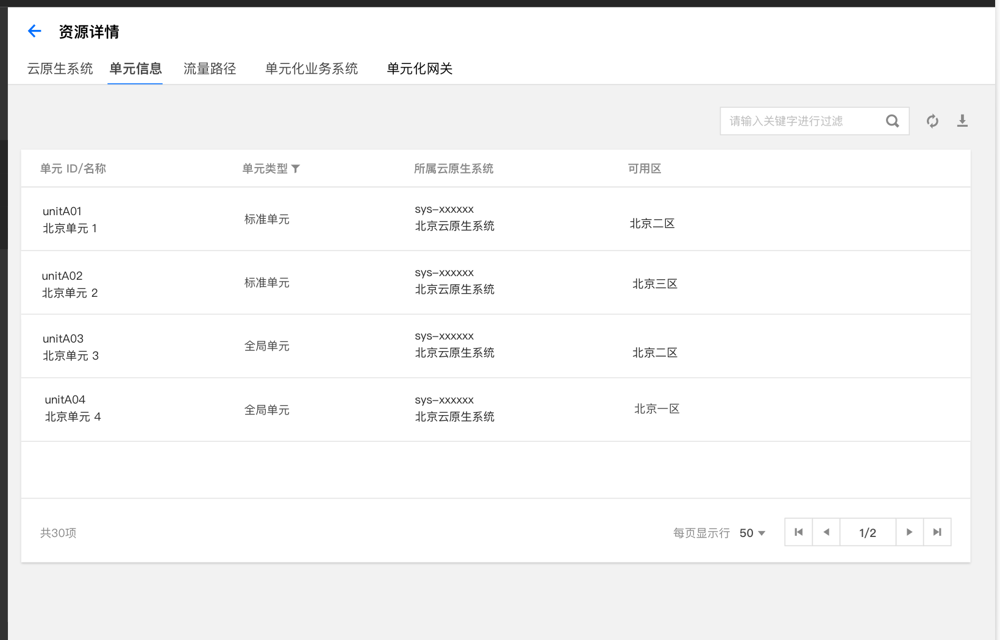 资源详情
云原生系统 单元信息 流量路径 单元化业务系统 单元化网关
请输入关键字进行过滤
单元 ID/名称 单元类型 所属云原生系统 可用区
unitA01
北京单元 1
标准单元
sys-xxxxxx
北京云原生系统
北京二区
unitA02
北京单元 2
标准单元
sys-xxxxxx
北京云原生系统
北京三区
unitA03
北京单元 3
全局单元
sys-xxxxxx
北京云原生系统
北京二区
unitA04
北京单元 4
全局单元
sys-xxxxxx
北京云原生系统
北京一区
共30项 每页显示行 50 1/2